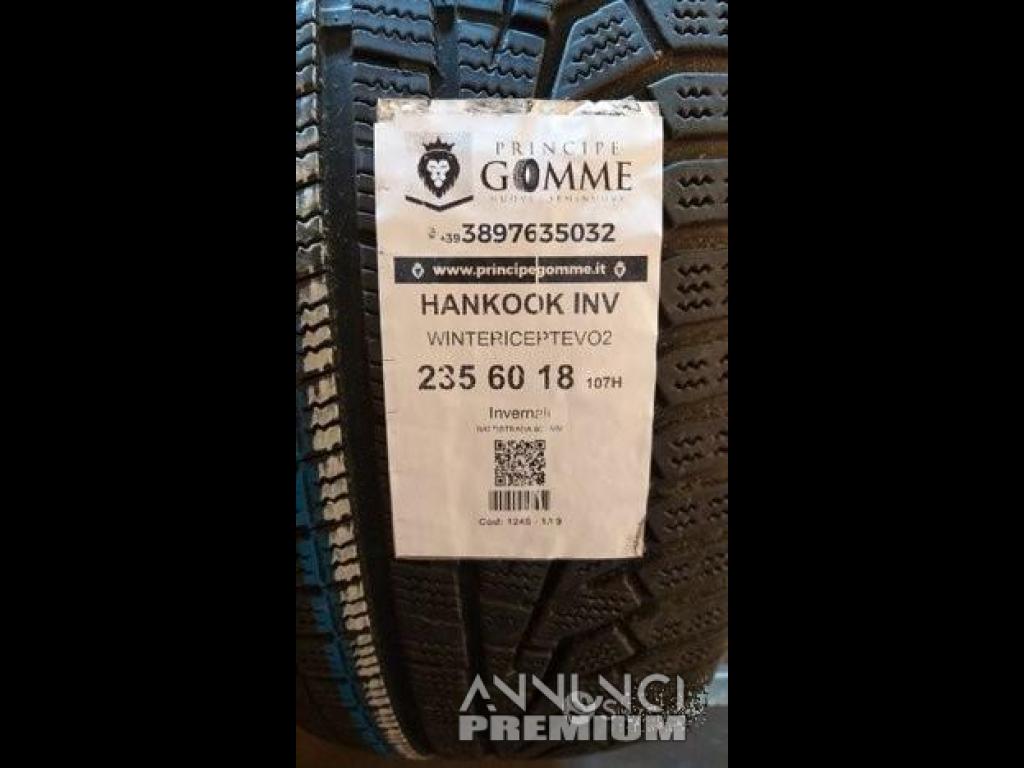 PRINCIPE
GOMME
+39 3897635032
www.principegomme.it
HANKOOK INV
WINTERICEPTEVO2
235 60 18 107H
Invernali
ANNUNCI
PREMIUM